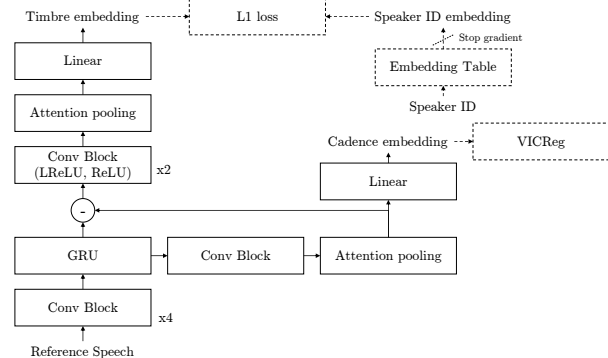 Timbre embedding
L1 loss
Speaker ID embedding
Stop gradient
Linear
Embedding Table
Attention pooling
Speaker ID
Cadence embedding
VICReg
Conv Block
(LReLU, ReLU)
x2
Linear
-
GRU
Conv Block
Attention pooling
Conv Block
x4
Reference Speech